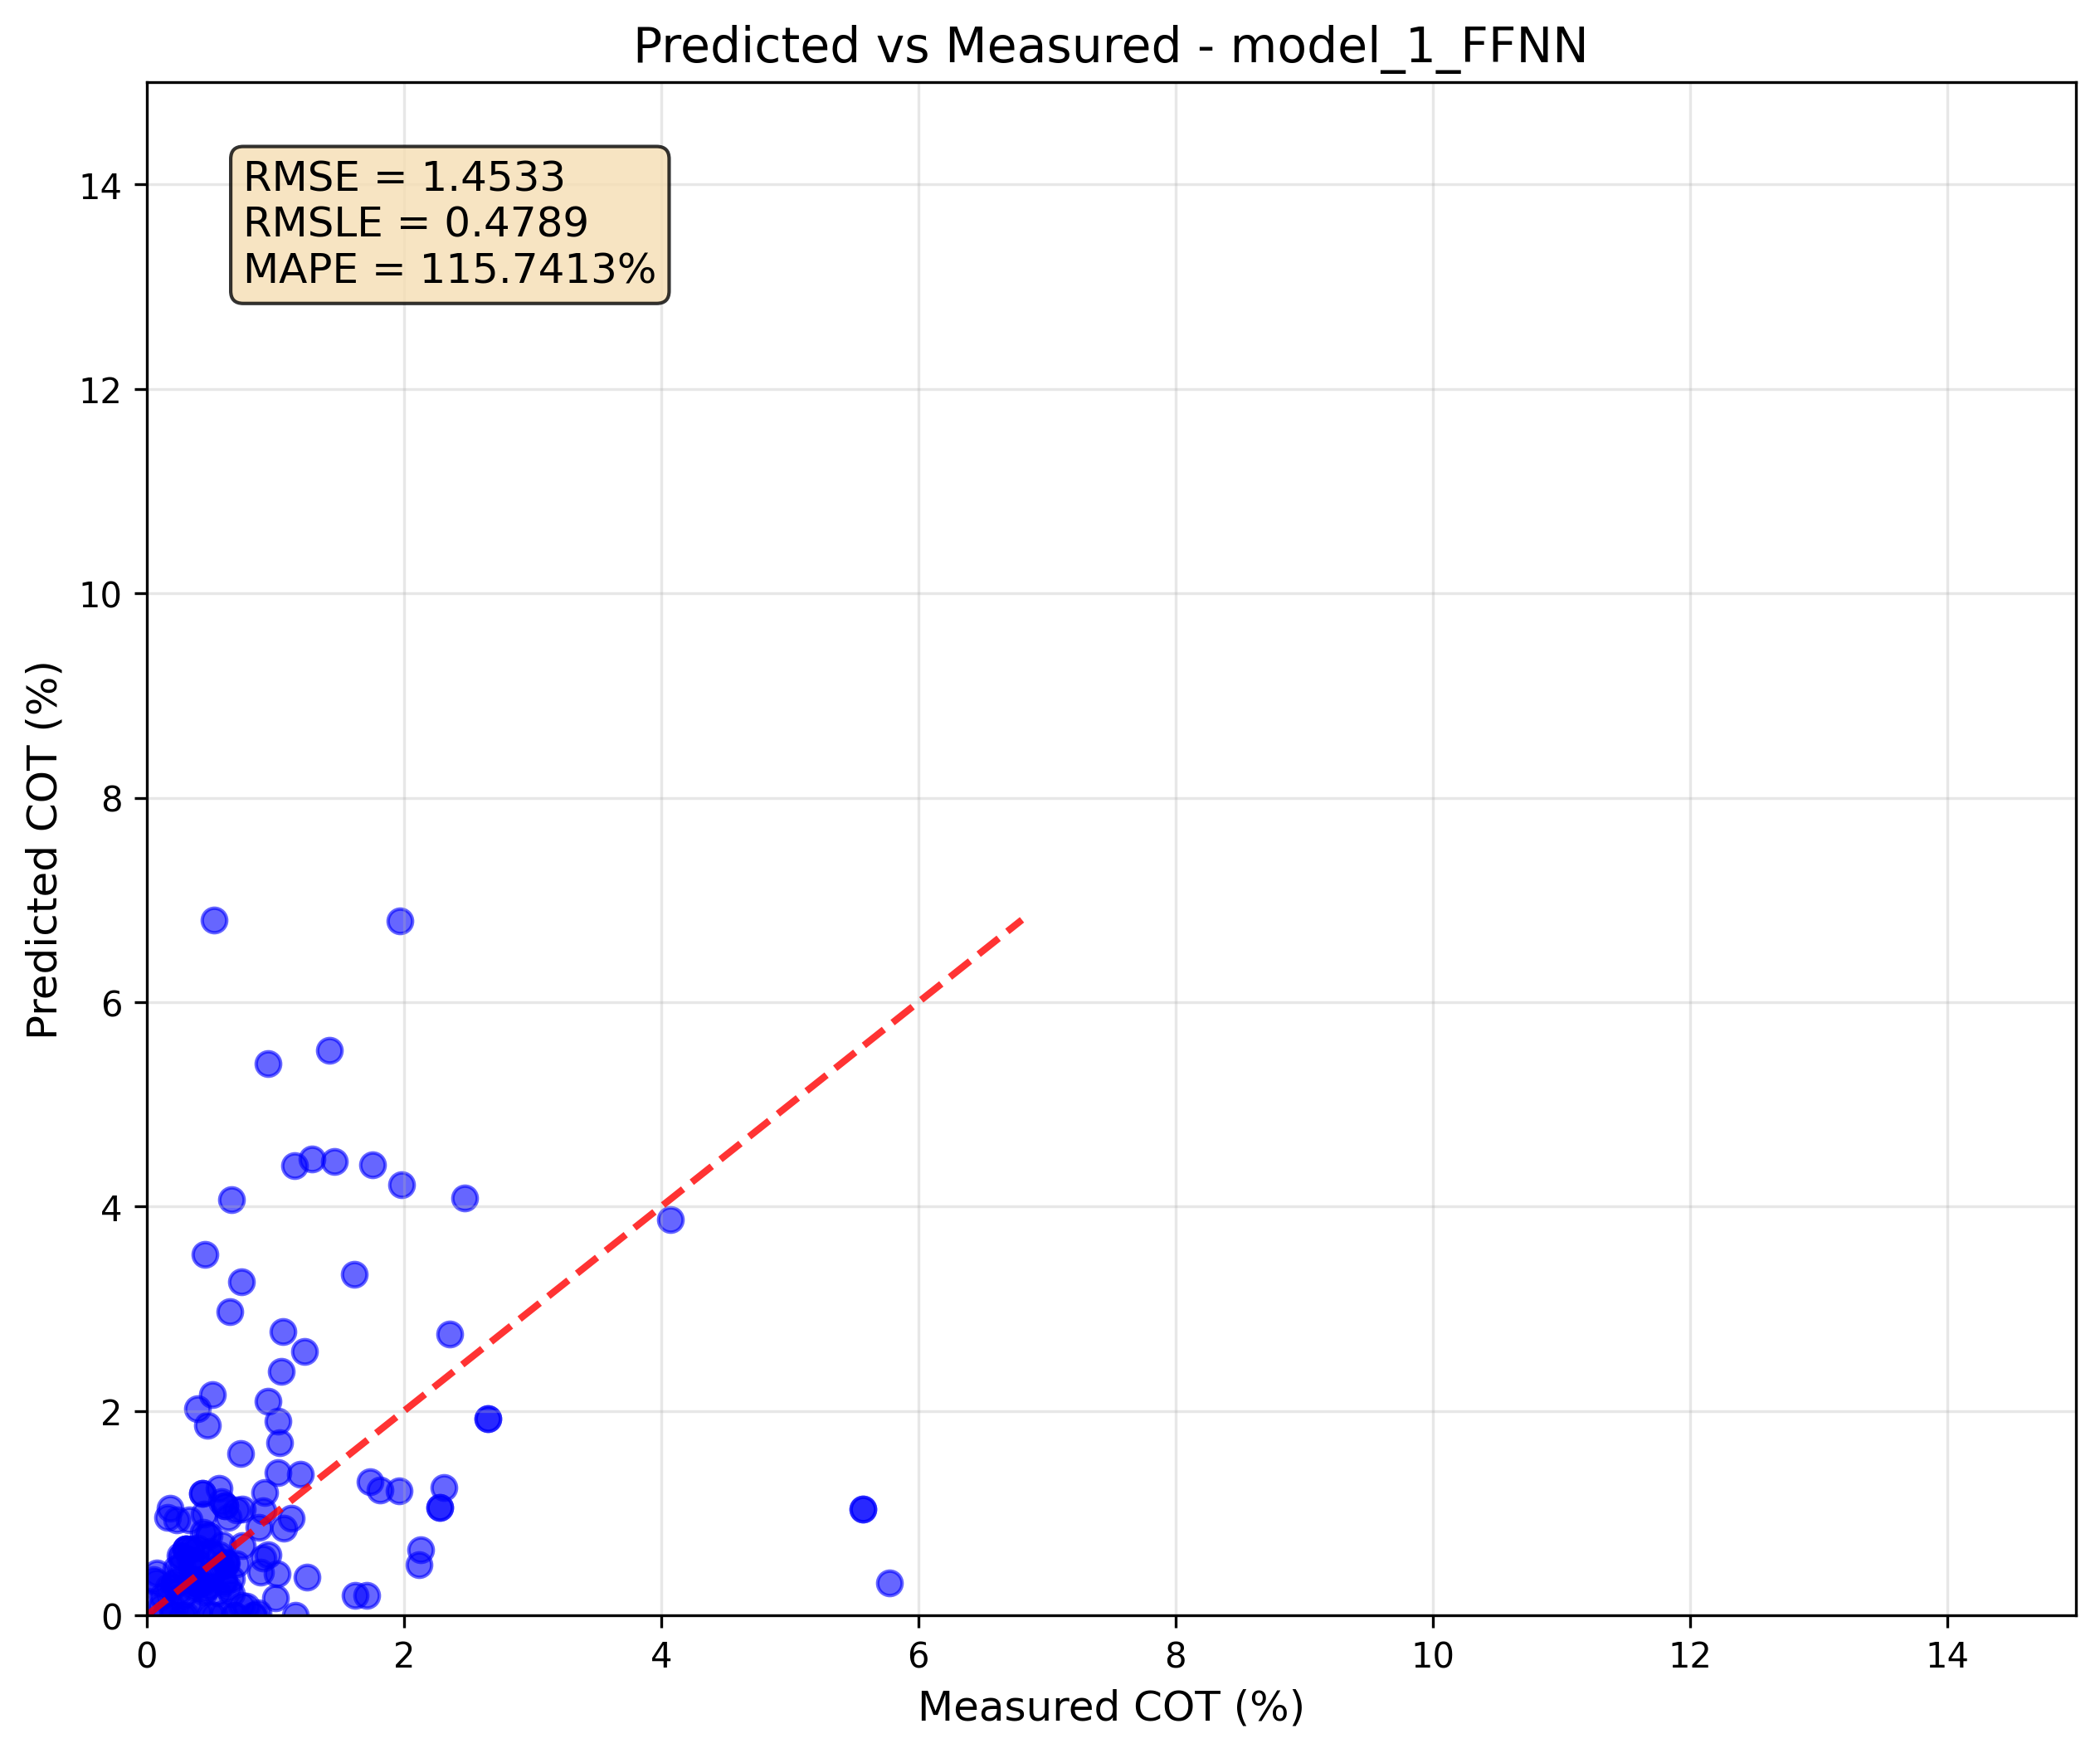 Predicted vs Measured - model_1_FFNN
RMSE = 1.4533
RMSLE = 0.4789
MAPE = 115.7413%
Predicted COT (%)
14
12
10
8
6
4
2
0
0 2 4 6 8 10 12 14
Measured COT (%)